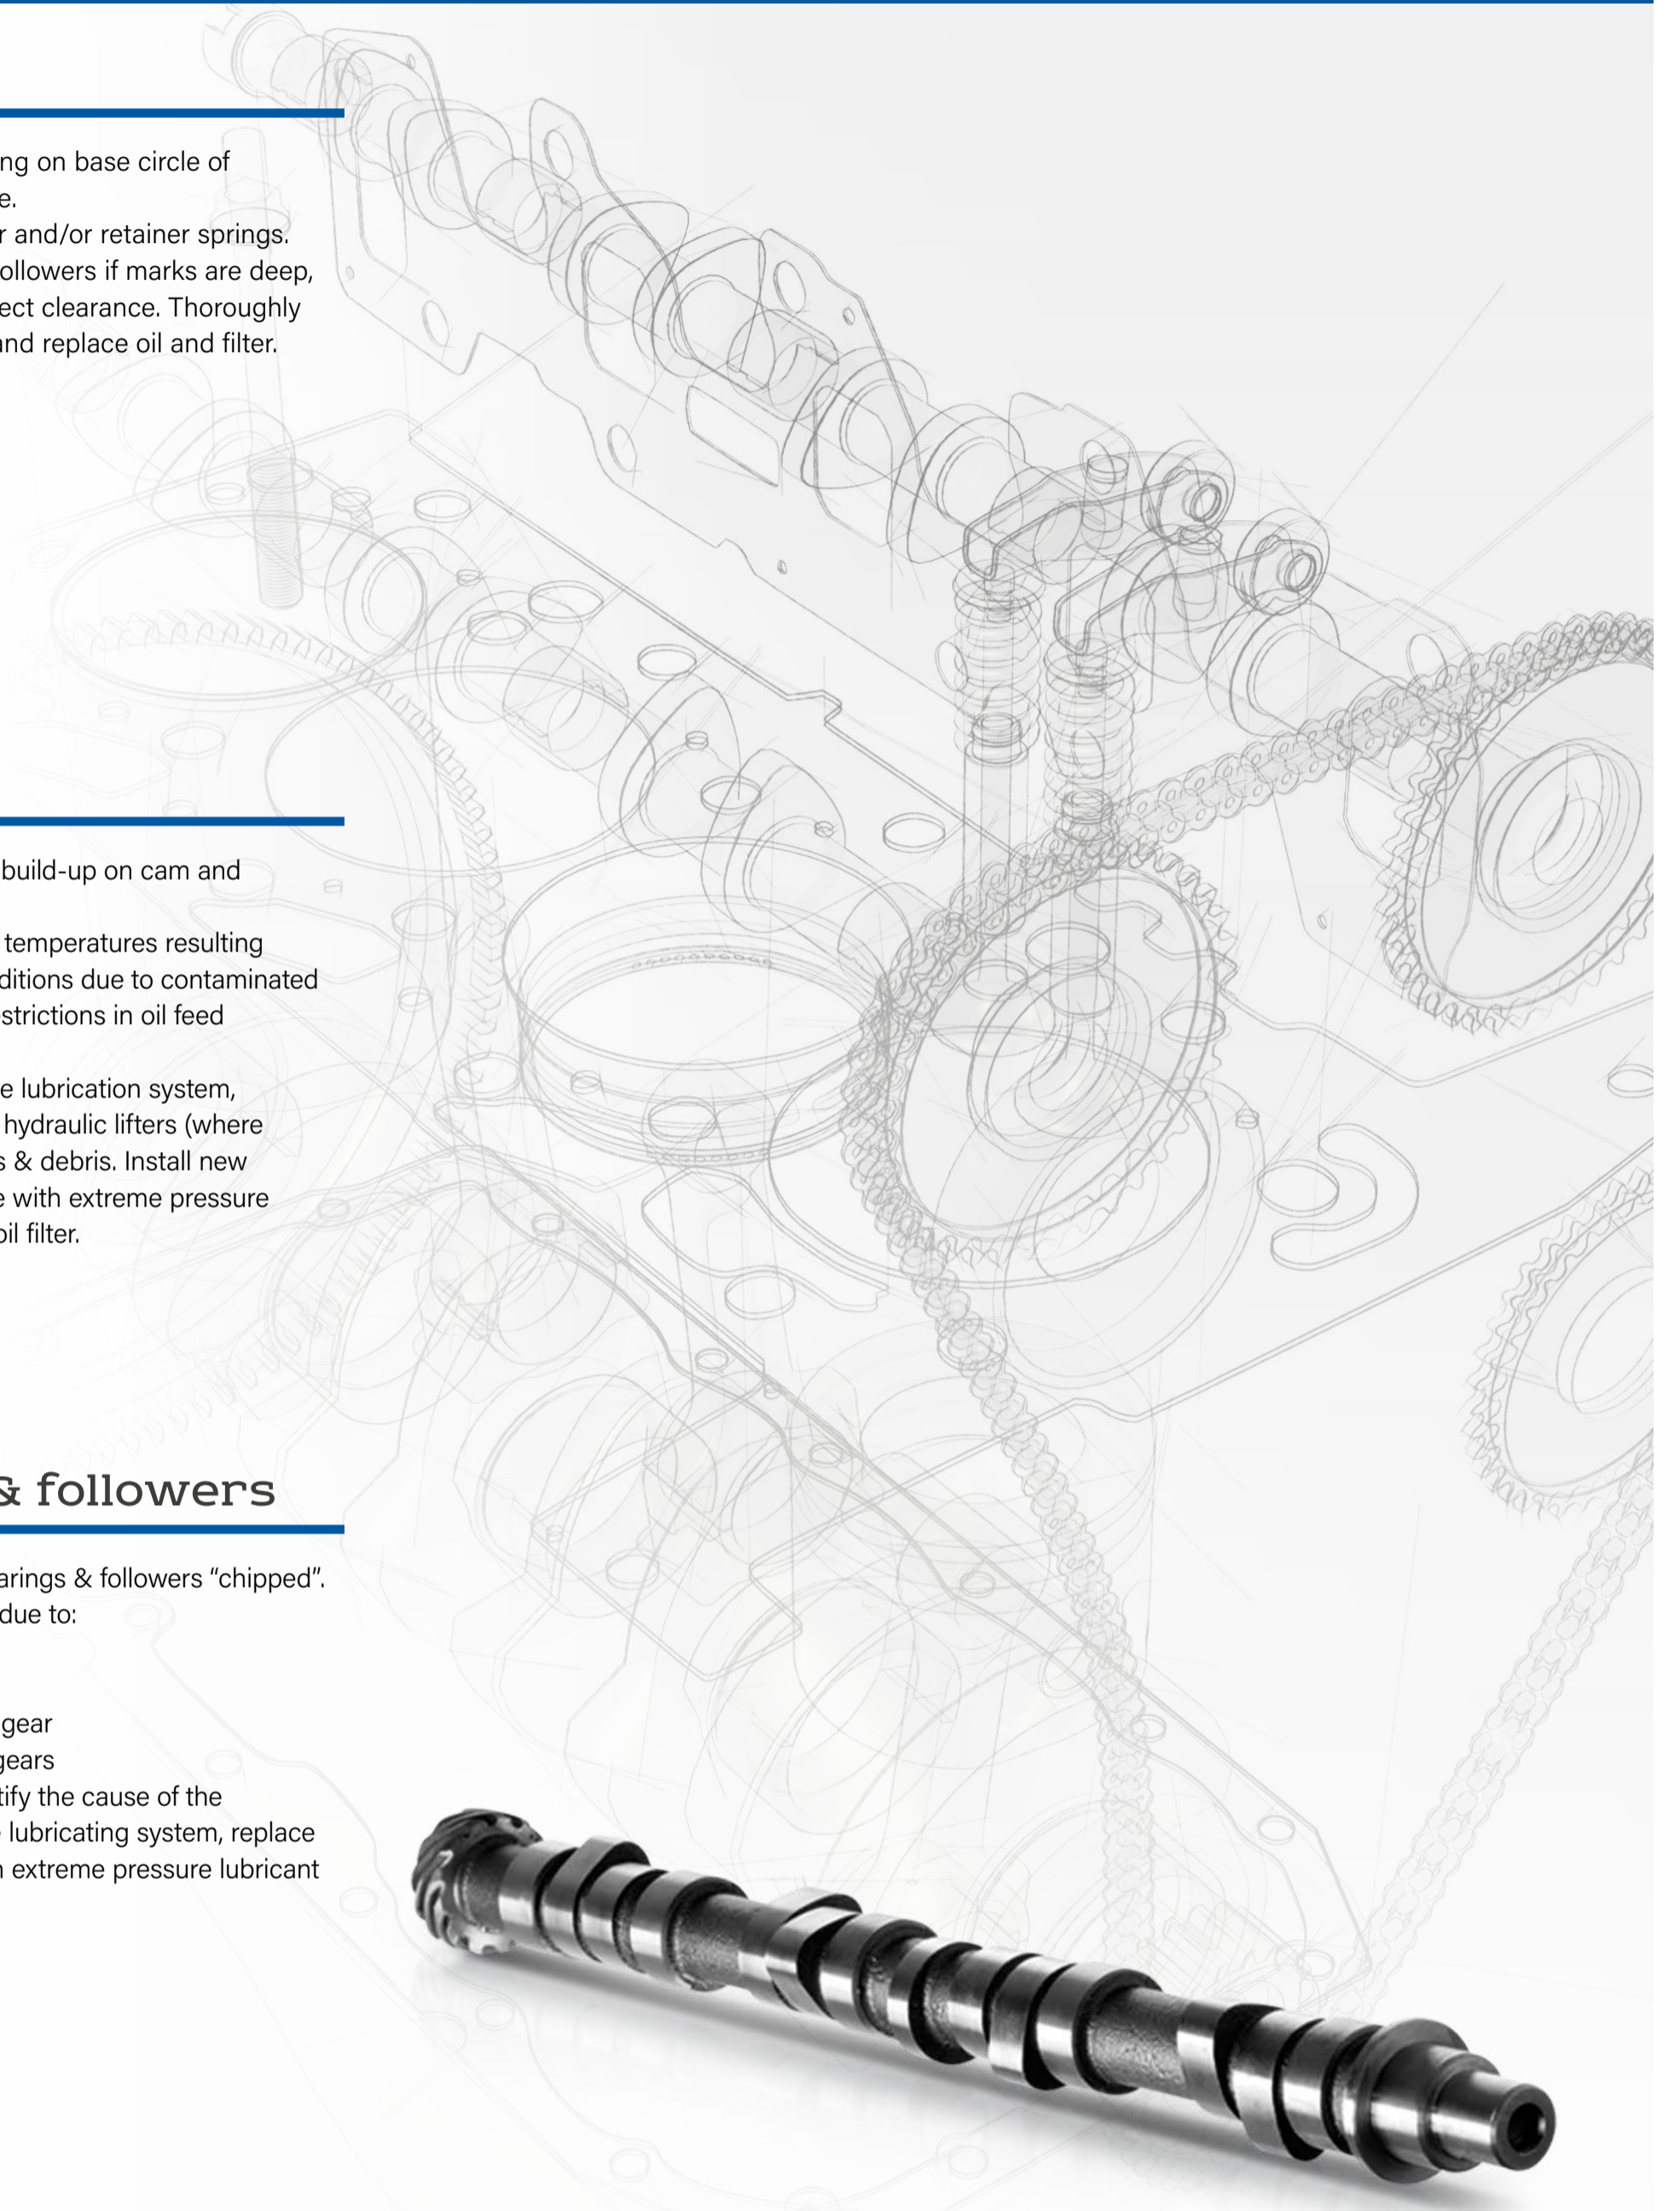 ng on base circle of
e.
r and/or retainer springs.
ollowers if marks are deep,
ect clearance. Thoroughly
and replace oil and filter.
build-up on cam and
temperatures resulting
ditions due to contaminated
strictions in oil feed
e lubrication system,
hydraulic lifters (where
s & debris. Install new
e with extreme pressure
oil filter.
& followers
arings & followers “chipped”.
due to:
gear
gears
tify the cause of the
e lubricating system, replace
n extreme pressure lubricant